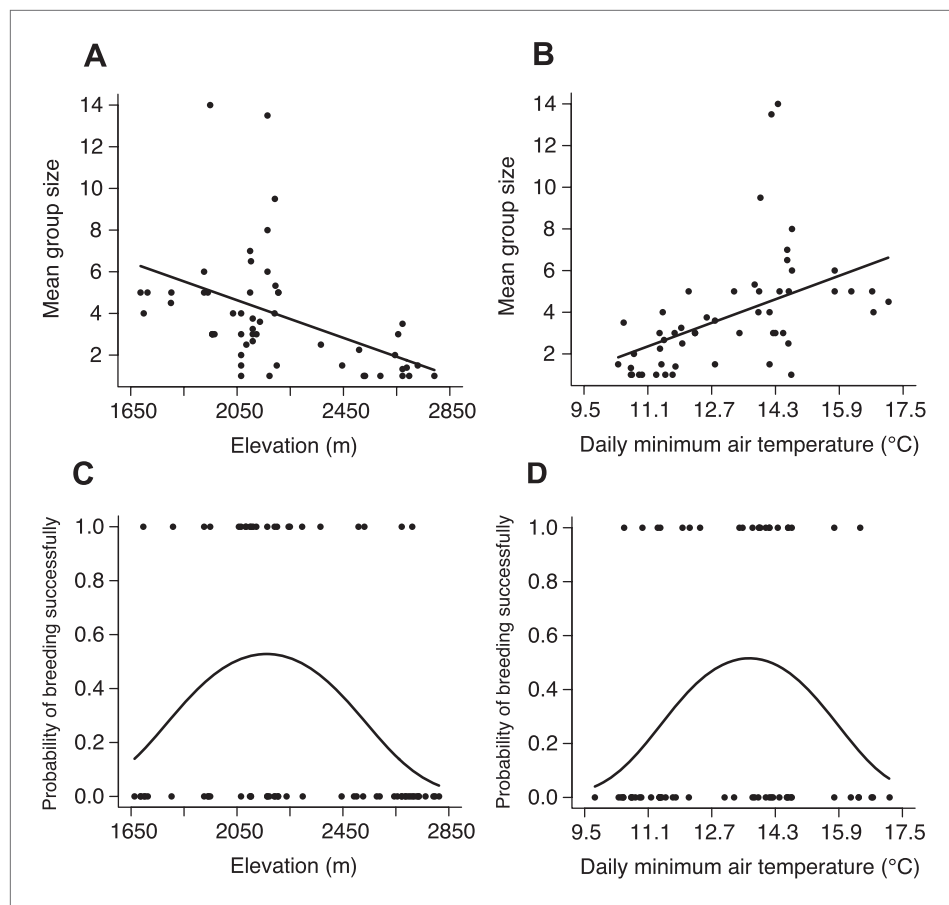 A
Mean group size
14
12
10
8
6
4
2
1650 2050 2450 2850
Elevation (m)
B
Mean group size
14
12
10
8
6
4
2
9.5 11.1 12.7 14.3 15.9 17.5
Daily minimum air temperature (°C)
C
Probability of breeding successfully
1.0
0.8
0.6
0.4
0.2
0.0
1650 2050 2450 2850
Elevation (m)
D
Probability of breeding successfully
1.0
0.8
0.6
0.4
0.2
0.0
9.5 11.1 12.7 14.3 15.9 17.5
Daily minimum air temperature (°C)